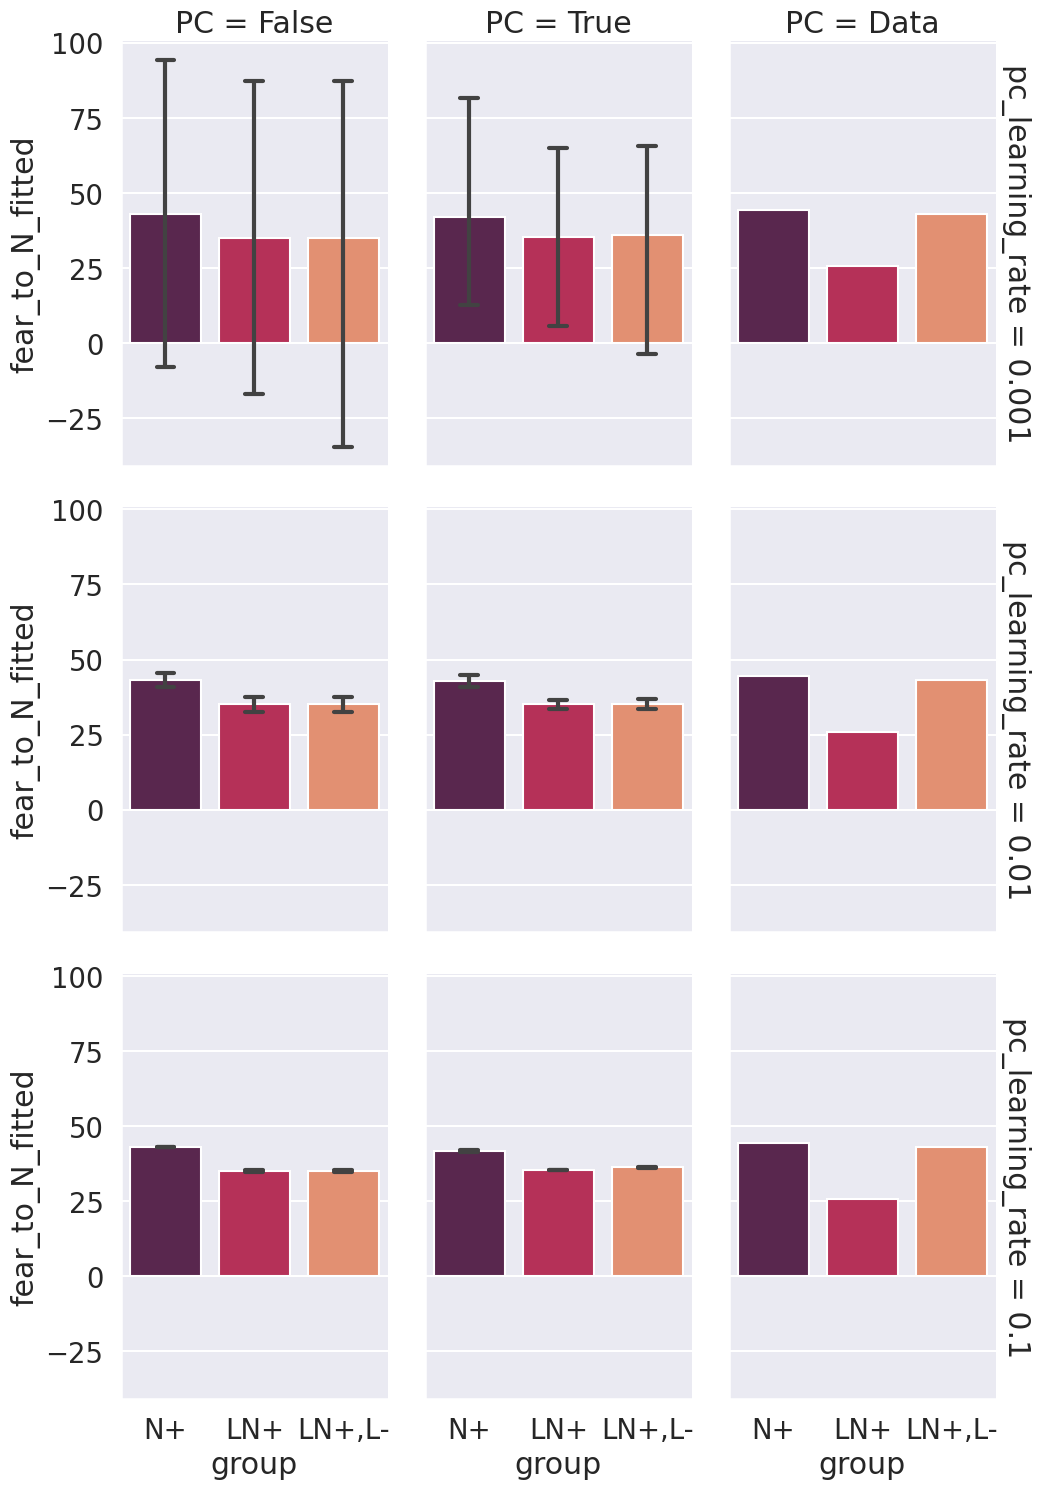 PC = False
PC = True
PC = Data
fear_to_N_fitted
100
75
50
25
0
−25
pc_learning_rate = 0.001
fear_to_N_fitted
100
75
50
25
0
−25
pc_learning_rate = 0.01
fear_to_N_fitted
100
75
50
25
0
−25
pc_learning_rate = 0.1
N+ LN+ LN+,L-
group
N+ LN+ LN+,L-
group
N+ LN+ LN+,L-
group